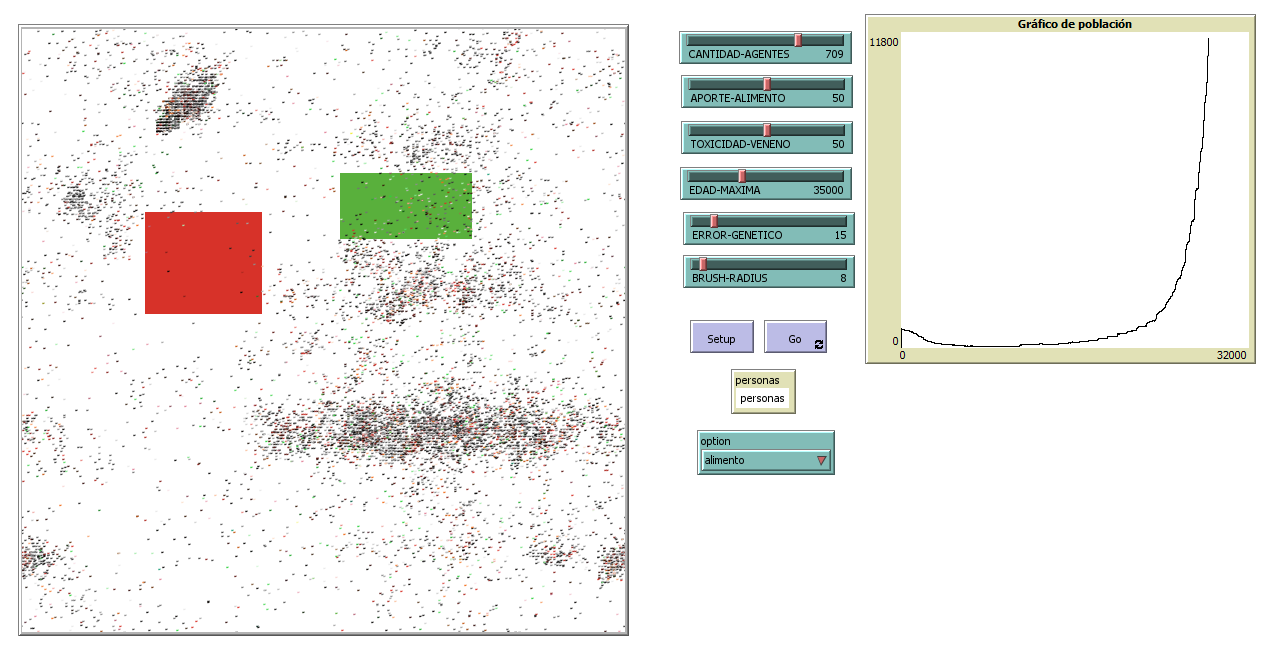 CANTIDAD-AGENTES 709
APORTE-ALIMENTO 50
TOXICIDAD-VENENO 50
EDAD-MAXIMA 35000
ERROR-GENETICO 15
BRUSH-RADIUS 8
Setup Go
personas
personas
option
alimento
Gráfico de población
11800
0
0 32000